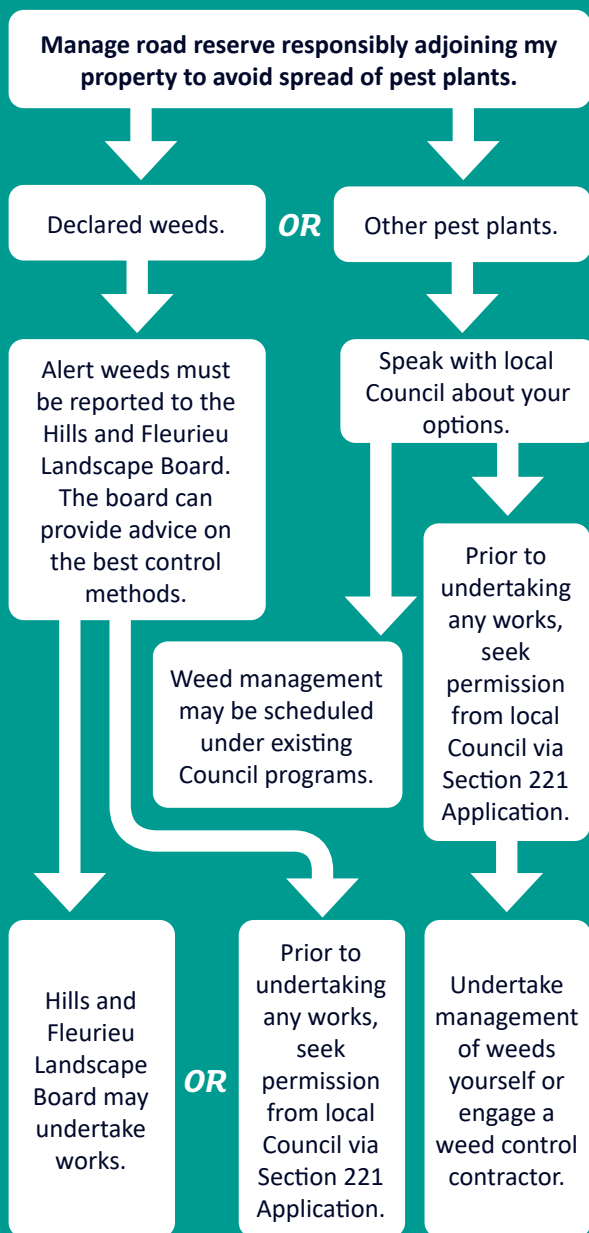 Manage road reserve responsibly adjoining my
property to avoid spread of pest plants.
Declared weeds.
OR
Other pest plants.
Alert weeds must
be reported to the
Hills and Fleurieu
Landscape Board.
The board can
provide advice on
the best control
methods.
Speak with local
Council about your
options.
Weed management
may be scheduled
under existing
Council programs.
Prior to
undertaking
any works,
seek
permission
from local
Council via
Section 221
Application.
Hills and
Fleurieu
Landscape
Board may
undertake
works.
OR
Prior to
undertaking
any works,
seek
permission
from local
Council via
Section 221
Application.
Undertake
management
of weeds
yourself or
engage a
weed control
contractor.